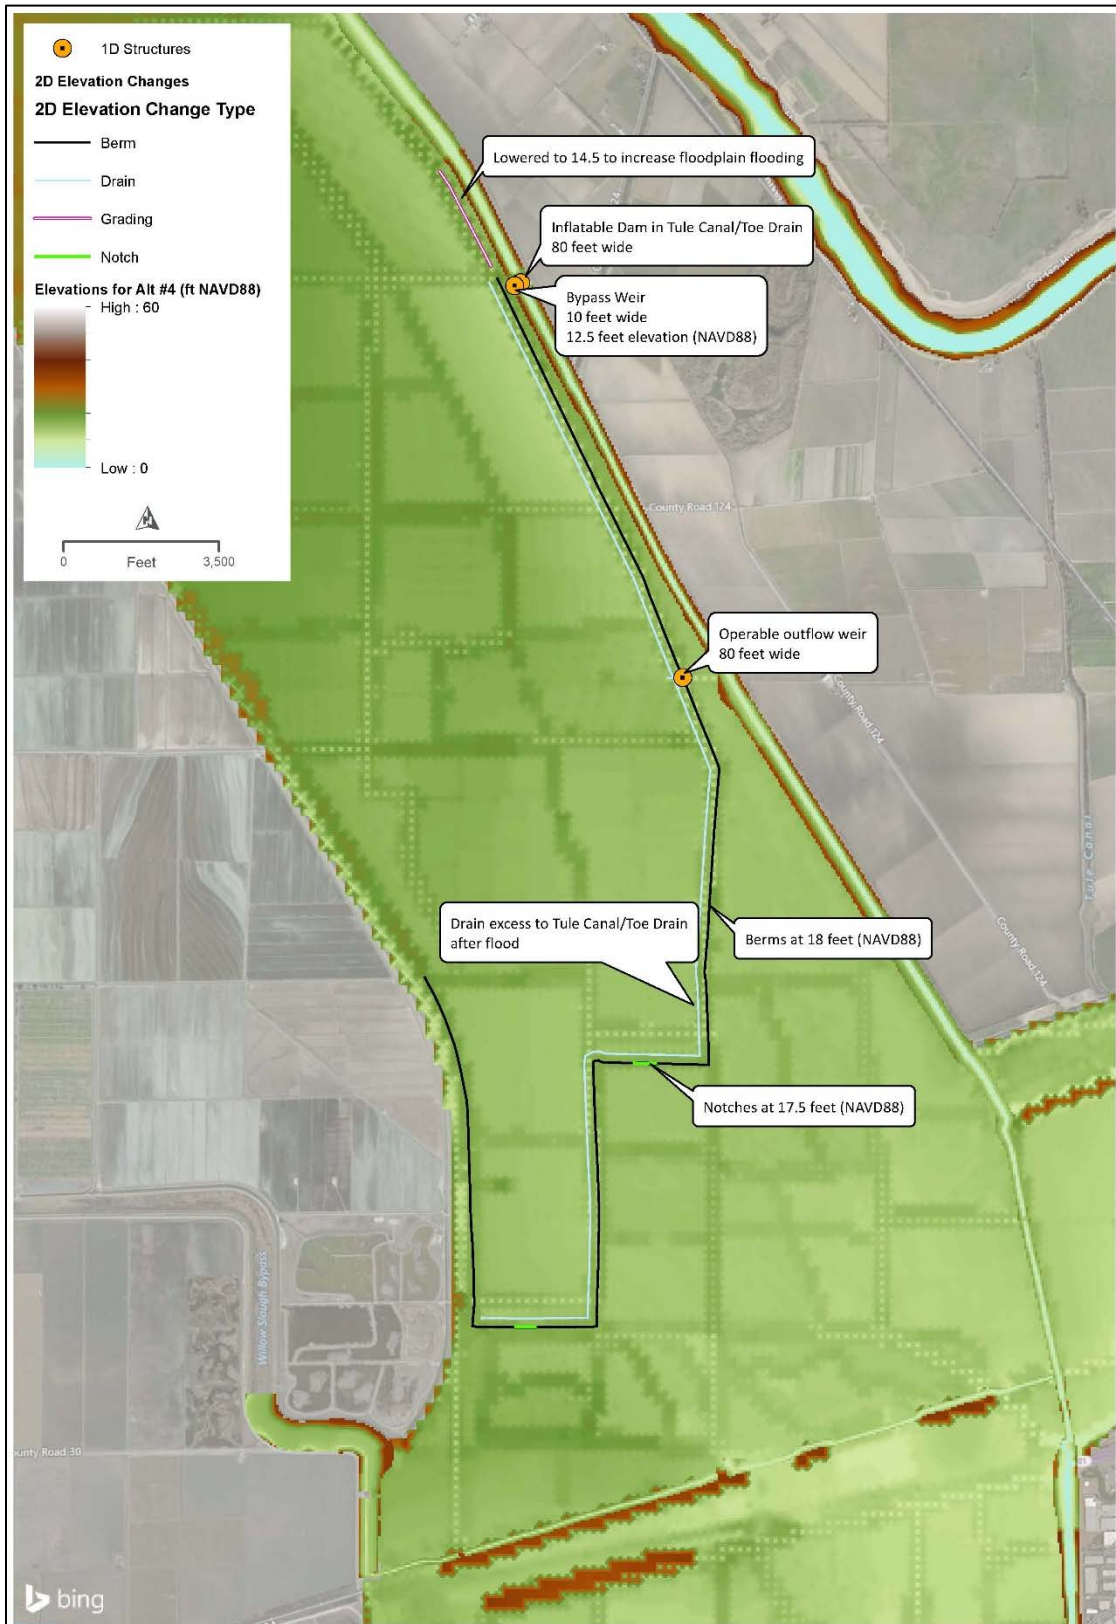 1D Structures
2D Elevation Changes
2D Elevation Change Type
Berm
Drain
Grading
Notch
Elevations for Alt #4 (ft NAVD88)
High : 60
Low : 0
0
Feet
3,500
Lowered to 14.5 to increase floodplain flooding
24
Inflatable Dam in Tule Canal/Toe Drain
80 feet wide
Bypass Weir
10 feet wide
12.5 feet elevation (NAVD88)
County Road 124
Operable outflow weir
80 feet wide
County Road 124
Tule-Canal
Drain excess to Tule Canal/Toe Drain
after flood
Berms at 18 feet (NAVD88)
County Road 124
Notches at 17.5 feet (NAVD88)
Willow Slough Bypass
ounty Road 30
bing